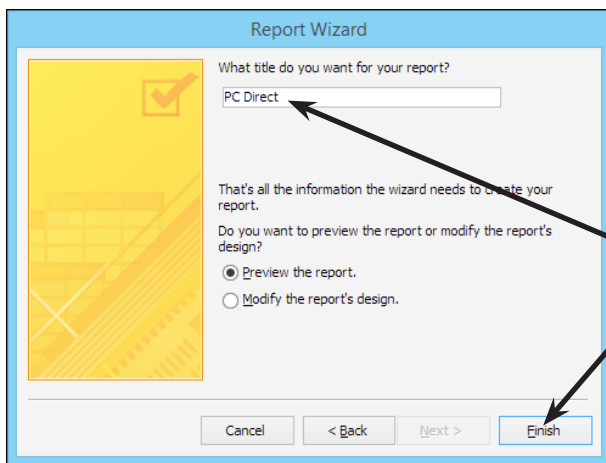 Report Wizard
What title do you want for your report?
PC Direct
That's all the information the wizard needs to create your
report.
Do you want to preview the report or modify the report's
design?
Preview the report.
Modify the report's design.
Cancel
< Back
Next >
Finish